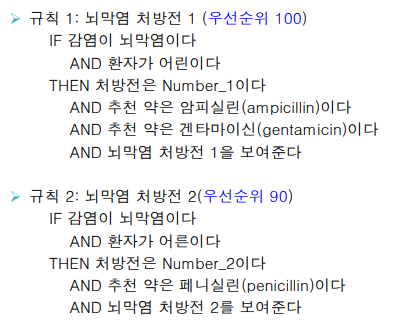 ➢ 규칙 1: 뇌막염 처방전 1 (우선순위 100)
IF 감염이 뇌막염이다
AND 환자가 어린이다
THEN 처방전은 Number_1이다
AND 추천 약은 암피실린(ampicillin)이다
AND 추천 약은 겐타마이신(gentamicin)이다
AND 뇌막염 처방전 1을 보여준다
➢ 규칙 2: 뇌막염 처방전 2(우선순위 90)
IF 감염이 뇌막염이다
AND 환자가 어른이다
THEN 처방전은 Number_2이다
AND 추천 약은 페니실린(penicillin)이다
AND 뇌막염 처방전 2를 보여준다